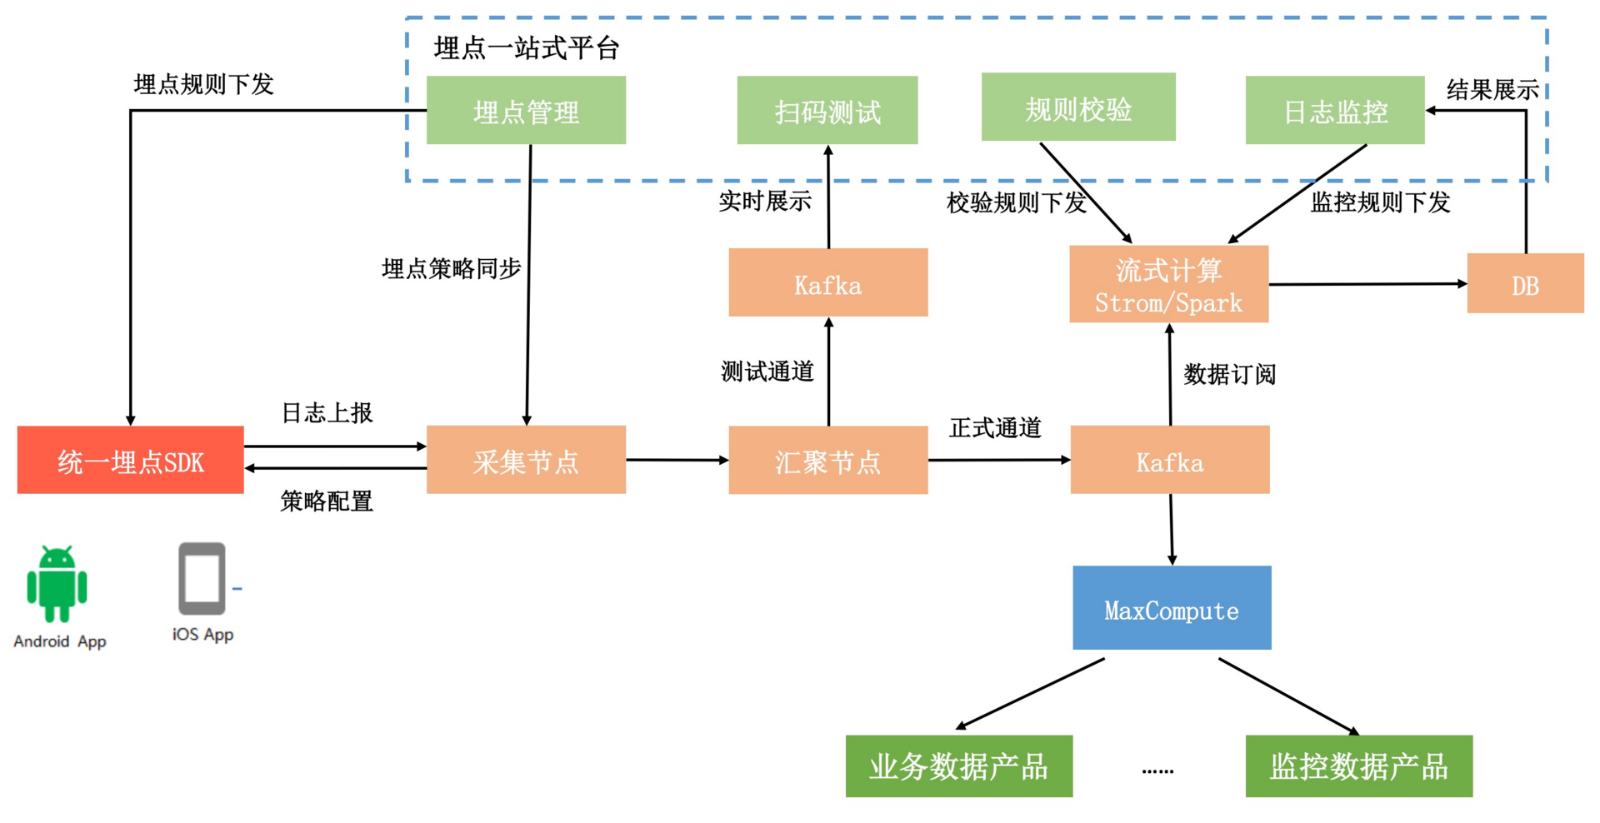 埋点一站式平台
埋点规则下发
埋点管理
扫码测试
规则校验
日志监控
结果展示
实时展示
校验规则下发
监控规则下发
埋点策略同步
Kafka
流式计算
Strom/Spark
DB
测试通道
数据订阅
日志上报
正式通道
统一埋点SDK
采集节点
汇聚节点
Kafka
策略配置
MaxCompute
Android App
iOS App
业务数据产品
……
监控数据产品